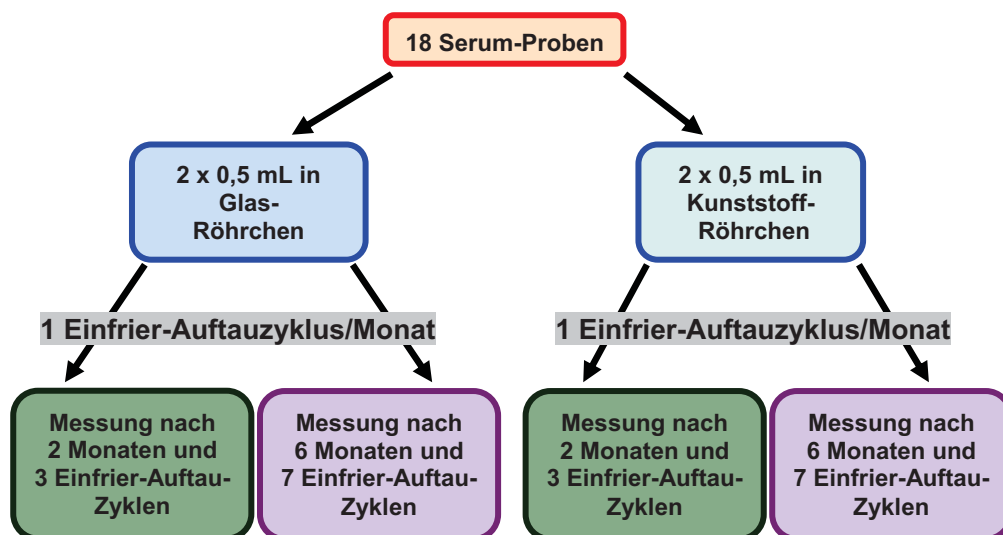 18 Serum-Proben
2 x 0,5 mL in
Glas-
Röhrchen
2 x 0,5 mL in
Kunststoff-
Röhrchen
1 Einfrier-Auftauzyklus/Monat
1 Einfrier-Auftauzyklus/Monat
Messung nach
2 Monaten und
3 Einfrier-Auftau-
Zyklen
Messung nach
6 Monaten und
7 Einfrier-Auftau-
Zyklen
Messung nach
2 Monaten und
3 Einfrier-Auftau-
Zyklen
Messung nach
6 Monaten und
7 Einfrier-Auftau-
Zyklen